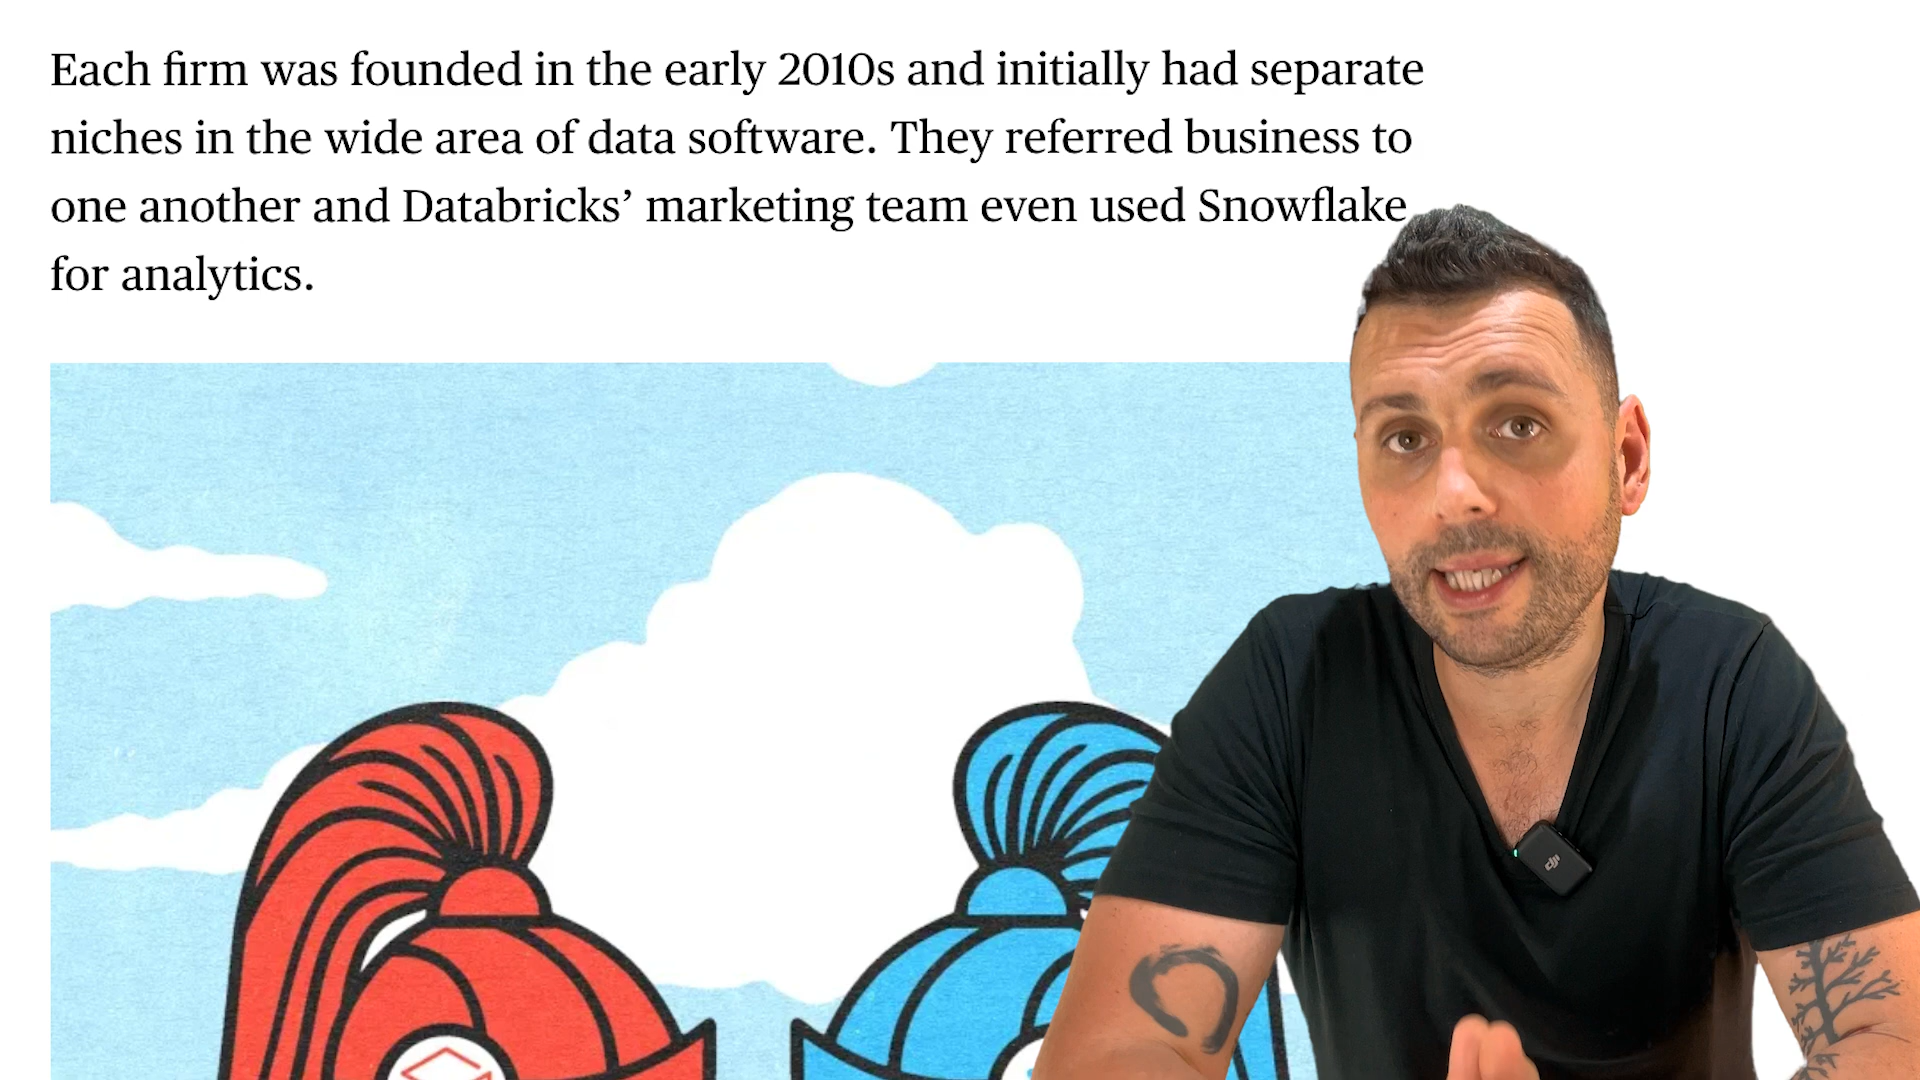 Each firm was founded in the early 2010s and initially had separate
niches in the wide area of data software. They referred business to
one another and Databricks’ marketing team even used Snowflake
for analytics.
dji